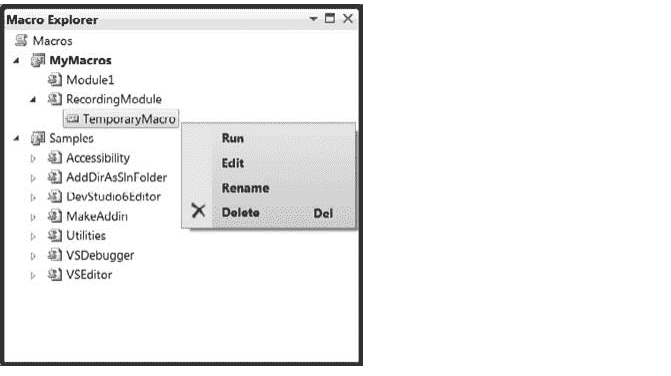 Macro Explorer
Macros
MyMacros
Module1
RecordingModule
TemporaryMacro
Run
Edit
Rename
Delete Del
Samples
Accessibility
AddDirAsSlnFolder
DevStudio6Editor
MakeAddin
Utilities
VSDebugger
VSEditor